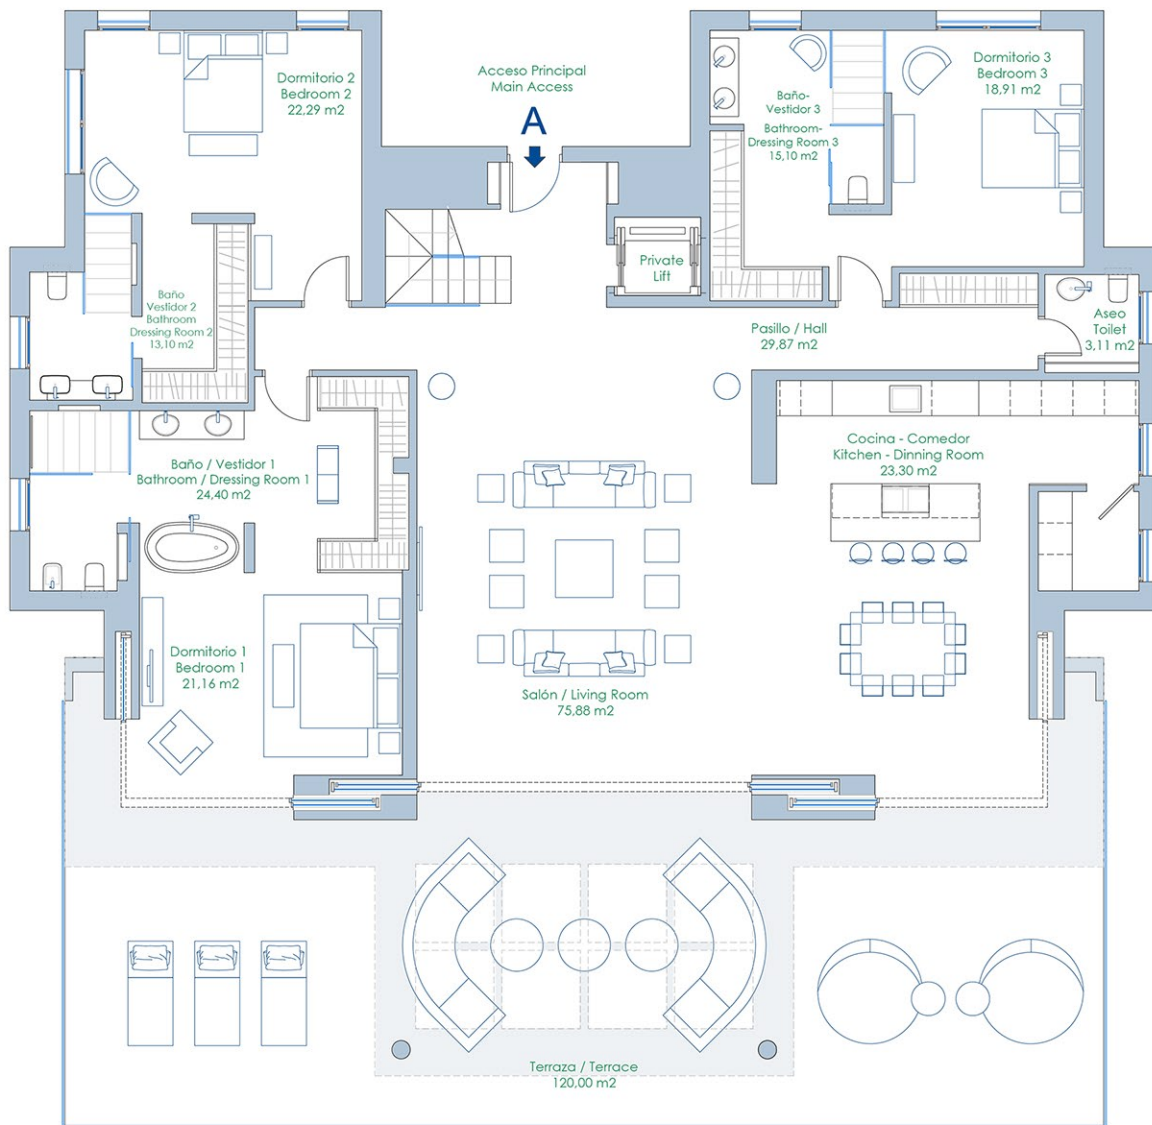 Acceso Principal
Main Access
A
Dormitorio 2
Bedroom 2
22,29 m2
Baño-
Vestidor 3
Bathroom-
Dressing Room 3
15,10 m2
Dormitorio 3
Bedroom 3
18,91 m2
Private
Lift
Baño
Vestidor 2
Bathroom
Dressing Room 2
13,10 m2
Pasillo / Hall
29,87 m2
Aseo
Toilet
3,11 m2
Baño / Vestidor 1
Bathroom / Dressing Room 1
24,40 m2
Cocina - Comedor
Kitchen - Dinning Room
23,30 m2
Dormitorio 1
Bedroom 1
21,16 m2
Salón / Living Room
75,88 m2
Terraza / Terrace
120,00 m2